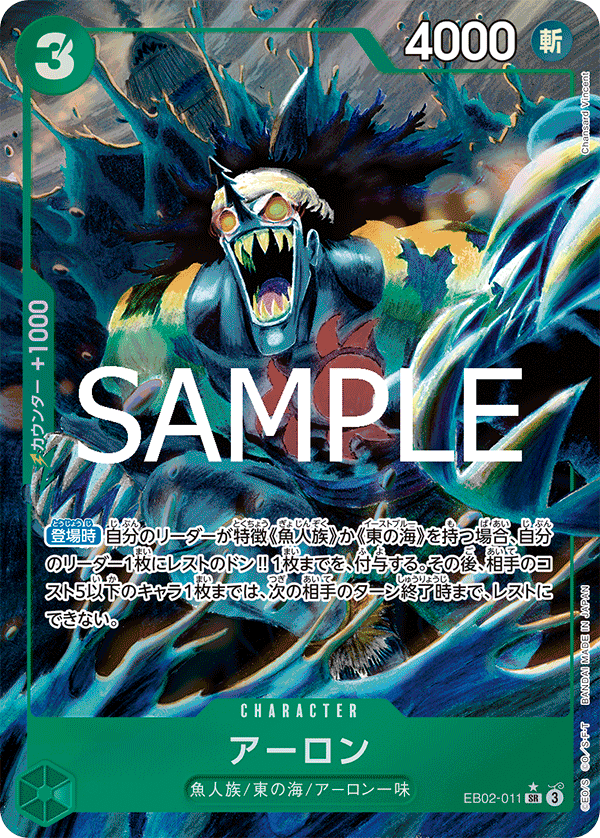 3
4000 斬
Chansard Vincent
カウンター +1000
SAMPLE
登場時 自分のリーダーが特徴《魚人族》か《東の海》を持つ場合、自分
のリーダー1枚にレストのドン!!1枚までを、付与する。その後、相手のコ
スト5以下のキャラ1枚までは、次の相手のターン終了時まで、レストに
できない。
CHARACTER
アーロン
魚人族/東の海/アーロン一味
EB02-011 SR 3
©E.O/S ©O/S・F・T BANDAI MADE IN JAPAN